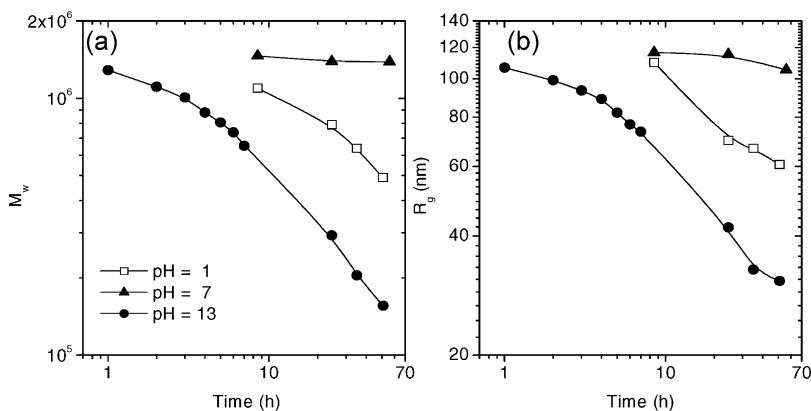 (a)
2x10⁶
10⁶
10⁵
M_w
pH = 1
pH = 7
pH = 13
1
10
70
Time (h)
(b)
140
120
100
80
60
40
20
R_g (nm)
1
10
70
Time (h)